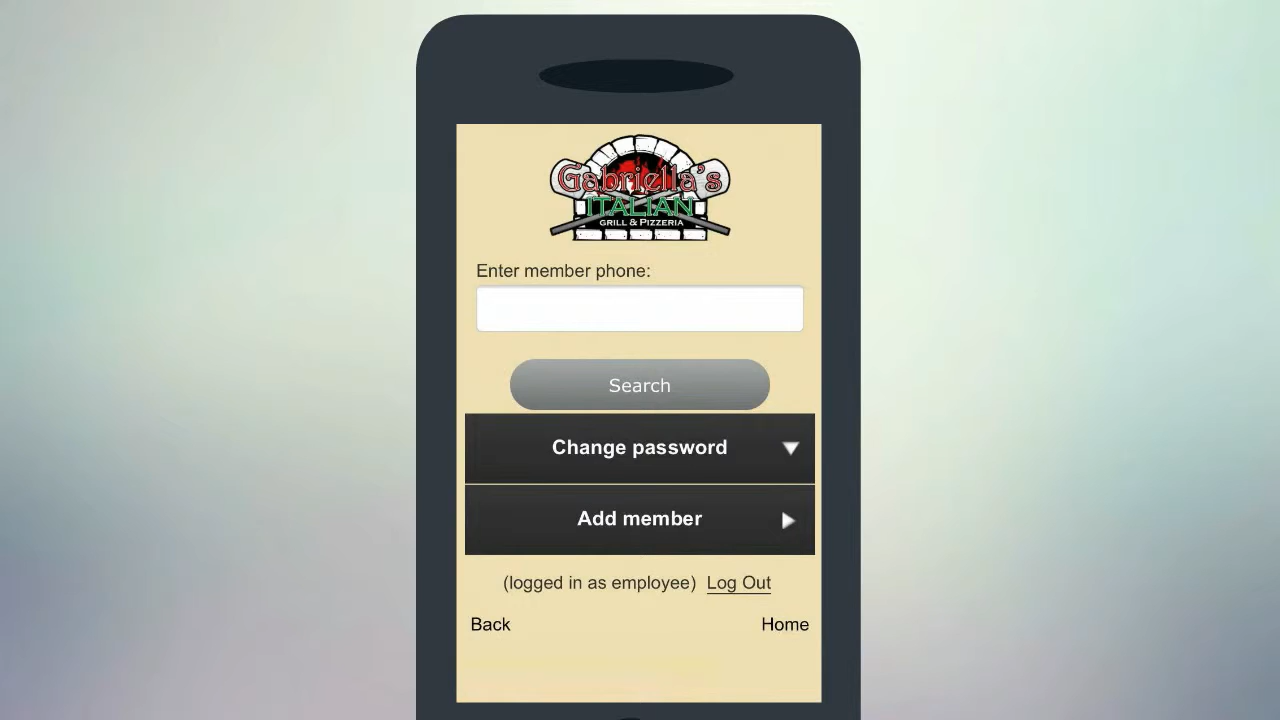 Gabriella's
ITALIAN
GRILL & PIZZERIA
Enter member phone:
Search
Change password
Add member
(logged in as employee) Log Out
Back Home